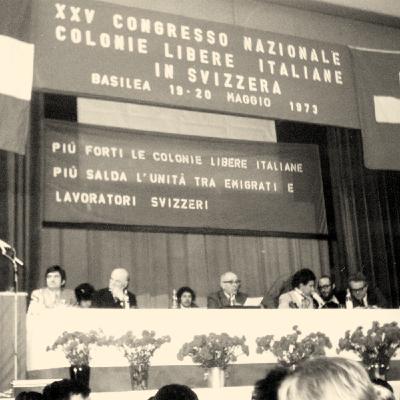 XXV CONGRESSO NAZIONALE
COLONIE LIBERE ITALIANE
IN SVIZZERA
BASILEA 19-20 MAGGIO 1973
PIÙ FORTI LE COLONIE LIBERE ITALIANE
PIÙ SALDA L'UNITÀ TRA EMIGRATI E
LAVORATORI SVIZZERI